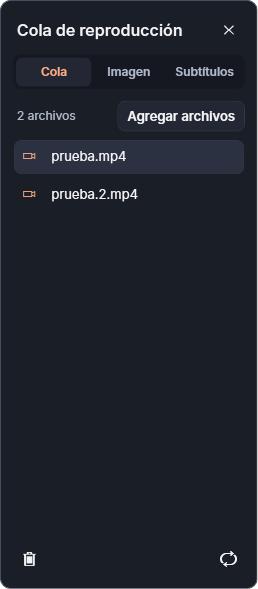 Cola de reproducción
Cola Imagen Subtítulos
2 archivos Agregar archivos
prueba.mp4
prueba.2.mp4